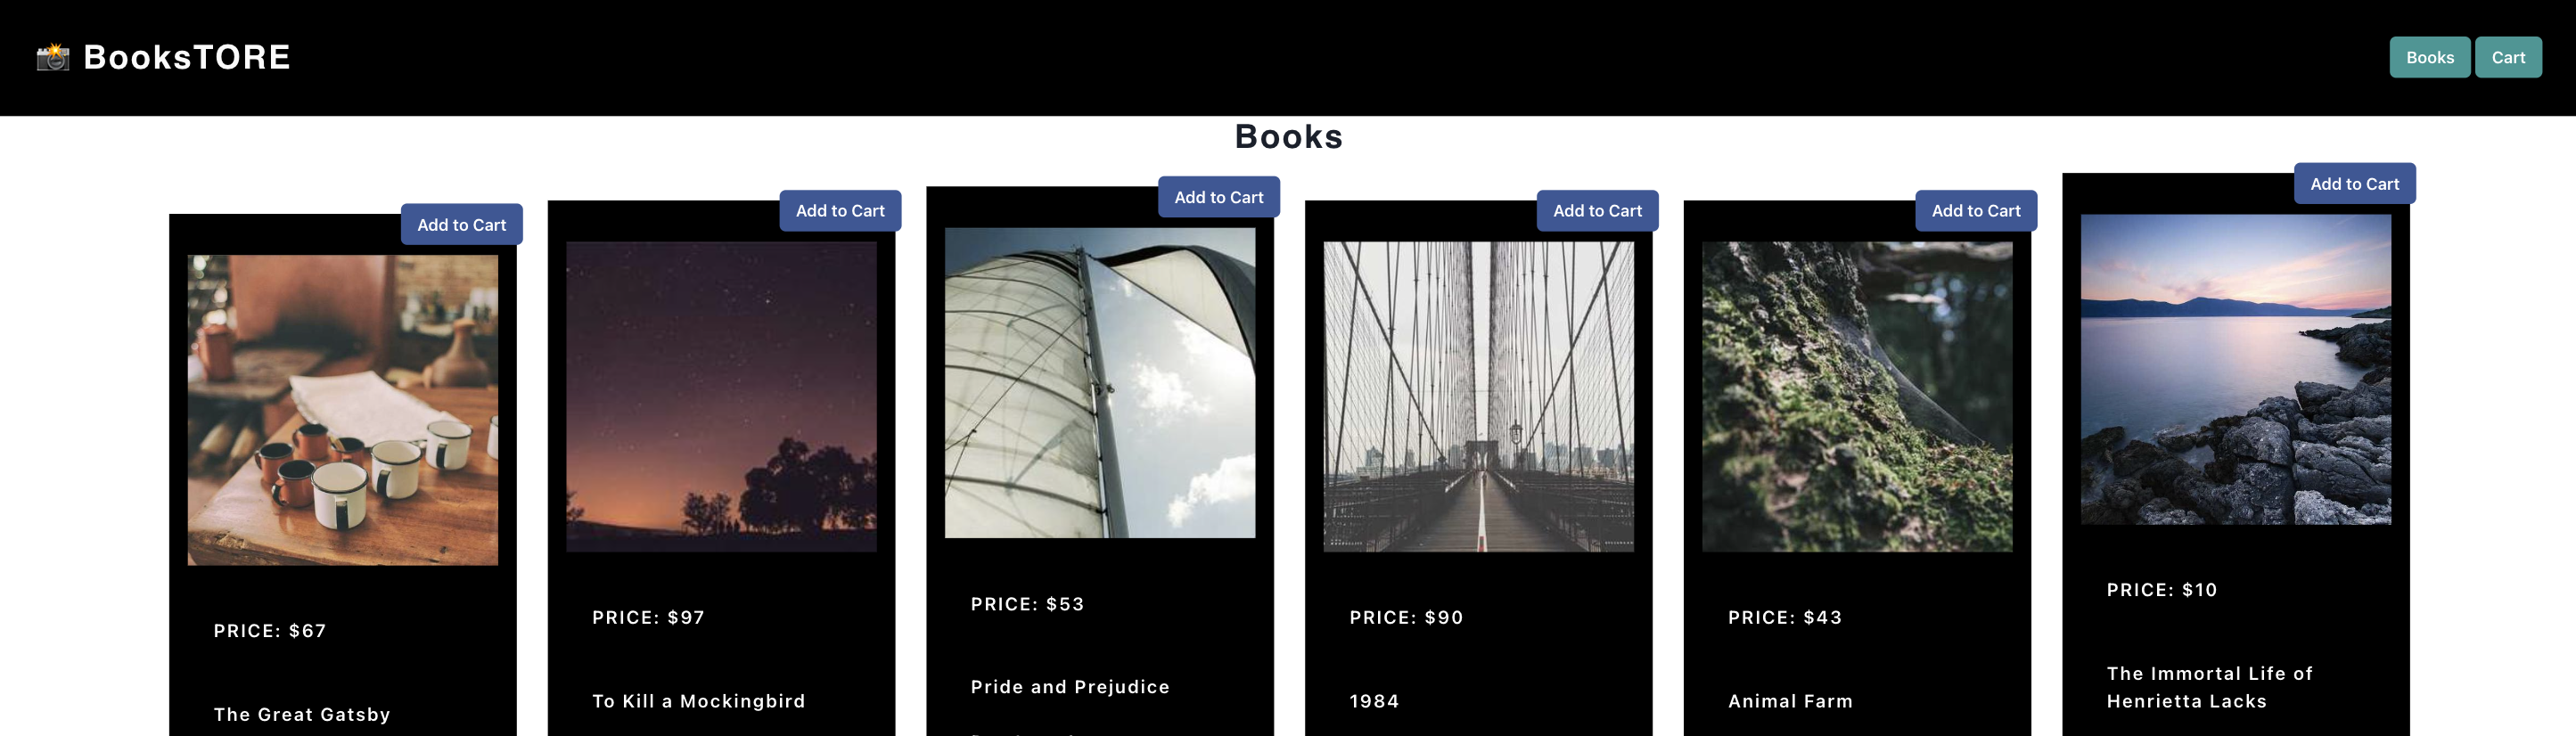 BooksTORE
Books
Cart
Books
Add to Cart
PRICE: $67
The Great Gatsby
Add to Cart
PRICE: $97
To Kill a Mockingbird
Add to Cart
PRICE: $53
Pride and Prejudice
Add to Cart
PRICE: $90
1984
Add to Cart
PRICE: $43
Animal Farm
Add to Cart
PRICE: $10
The Immortal Life of
Henrietta Lacks